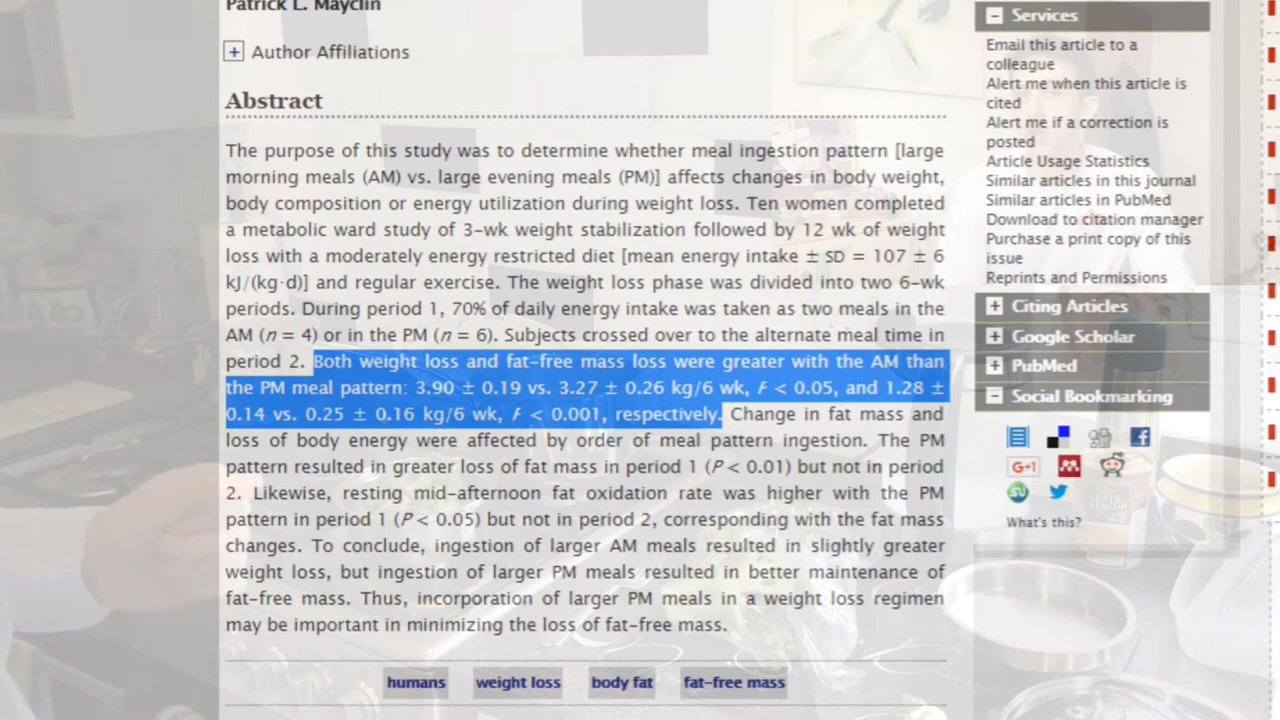 Patrick L. Mayclin
+ Author Affiliations
Abstract
The purpose of this study was to determine whether meal ingestion pattern [large
morning meals (AM) vs. large evening meals (PM)] affects changes in body weight,
body composition or energy utilization during weight loss. Ten women completed
a metabolic ward study of 3-wk weight stabilization followed by 12 wk of weight
loss with a moderately energy restricted diet [mean energy intake ± SD = 107 ± 6
kJ/(kg·d)] and regular exercise. The weight loss phase was divided into two 6-wk
periods. During period 1, 70% of daily energy intake was taken as two meals in the
AM (n = 4) or in the PM (n = 6). Subjects crossed over to the alternate meal time in
period 2. Both weight loss and fat-free mass loss were greater with the AM than
the PM meal pattern: 3.90 ± 0.19 vs. 3.27 ± 0.26 kg/6 wk, P < 0.05, and 1.28 ±
0.14 vs. 0.25 ± 0.16 kg/6 wk, P < 0.001, respectively. Change in fat mass and
loss of body energy were affected by order of meal pattern ingestion. The PM
pattern resulted in greater loss of fat mass in period 1 (P < 0.01) but not in period
2. Likewise, resting mid-afternoon fat oxidation rate was higher with the PM
pattern in period 1 (P < 0.05) but not in period 2, corresponding with the fat mass
changes. To conclude, ingestion of larger AM meals resulted in slightly greater
weight loss, but ingestion of larger PM meals resulted in better maintenance of
fat-free mass. Thus, incorporation of larger PM meals in a weight loss regimen
may be important in minimizing the loss of fat-free mass.
humans weight loss body fat fat-free mass
Services
Email this article to a
colleague
Alert me when this article is
cited
Alert me if a correction is
posted
Article Usage Statistics
Similar articles in this journal
Similar articles in PubMed
Download to citation manager
Purchase a print copy of this
issue
Reprints and Permissions
+ Citing Articles
+ Google Scholar
+ PubMed
− Social Bookmarking
G+1
What's this?